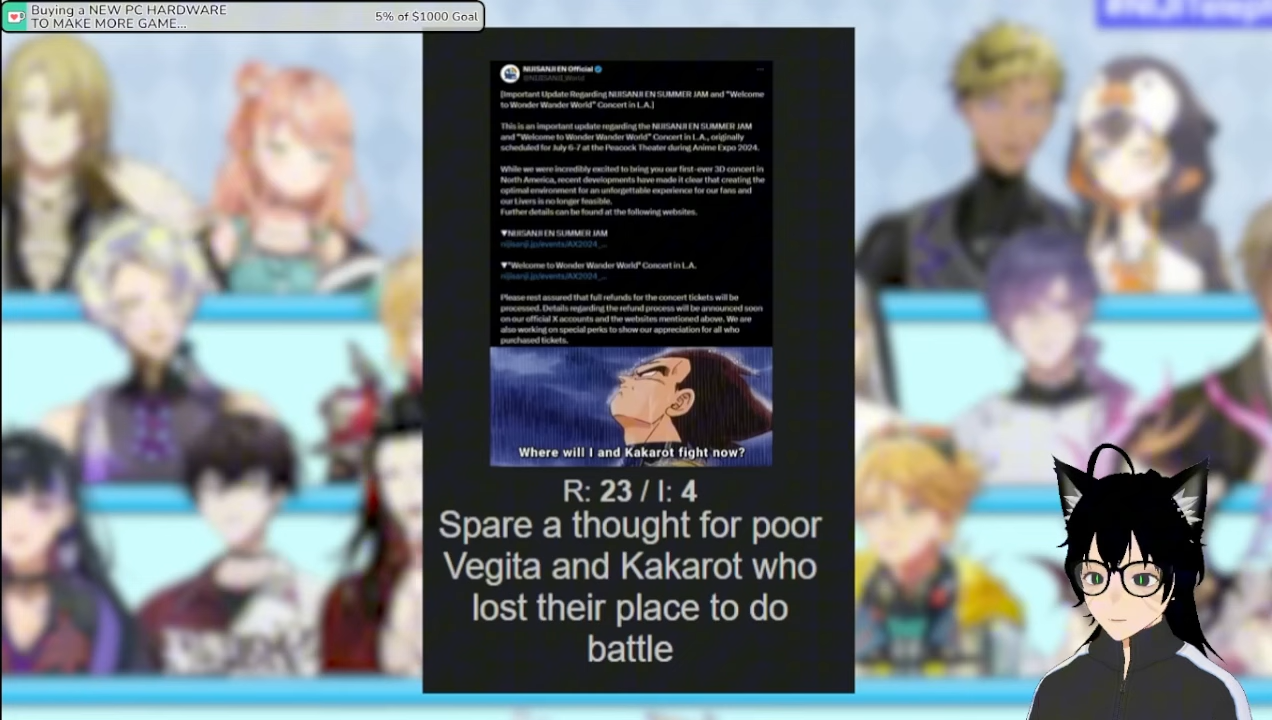 Buying a NEW PC HARDWARE
TO MAKE MORE GAME...
5% of $1000 Goal
NIJISANJI EN Official
@NIJISANJI_World
[Important Update Regarding NIJISANJI EN SUMMER JAM and "Welcome
to Wonder Wander World" Concert in L.A.]
This is an important update regarding the NIJISANJI EN SUMMER JAM
and "Welcome to Wonder Wander World" Concert in L.A., originally
scheduled for July 6-7 at the Peacock Theater during Anime Expo 2024.
While we were incredibly excited to bring you our first-ever 3D concert in
North America, recent developments have made it clear that creating the
optimal environment for an unforgettable experience for our fans and
our Livers is no longer feasible.
Further details can be found at the following websites.
▼NIJISANJI EN SUMMER JAM
nijisanji.jp/events/AX2024_...
▼"Welcome to Wonder Wander World" Concert in L.A.
nijisanji.jp/events/AX2024_...
Please rest assured that full refunds for the concert tickets will be
processed. Details regarding the refund process will be announced soon
on our official X accounts and the websites mentioned above. We are
also working on special perks to show our appreciation for all who
purchased tickets.
Where will I and Kakarot fight now?
R: 23 / I: 4
Spare a thought for poor
Vegita and Kakarot who
lost their place to do
battle